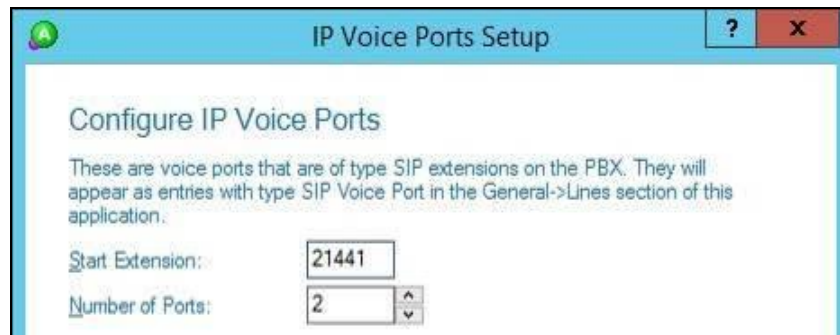 IP Voice Ports Setup
? x
Configure IP Voice Ports
These are voice ports that are of type SIP extensions on the PBX. They will
appear as entries with type SIP Voice Port in the General->Lines section of this
application.
Start Extension: 21441
Number of Ports: 2